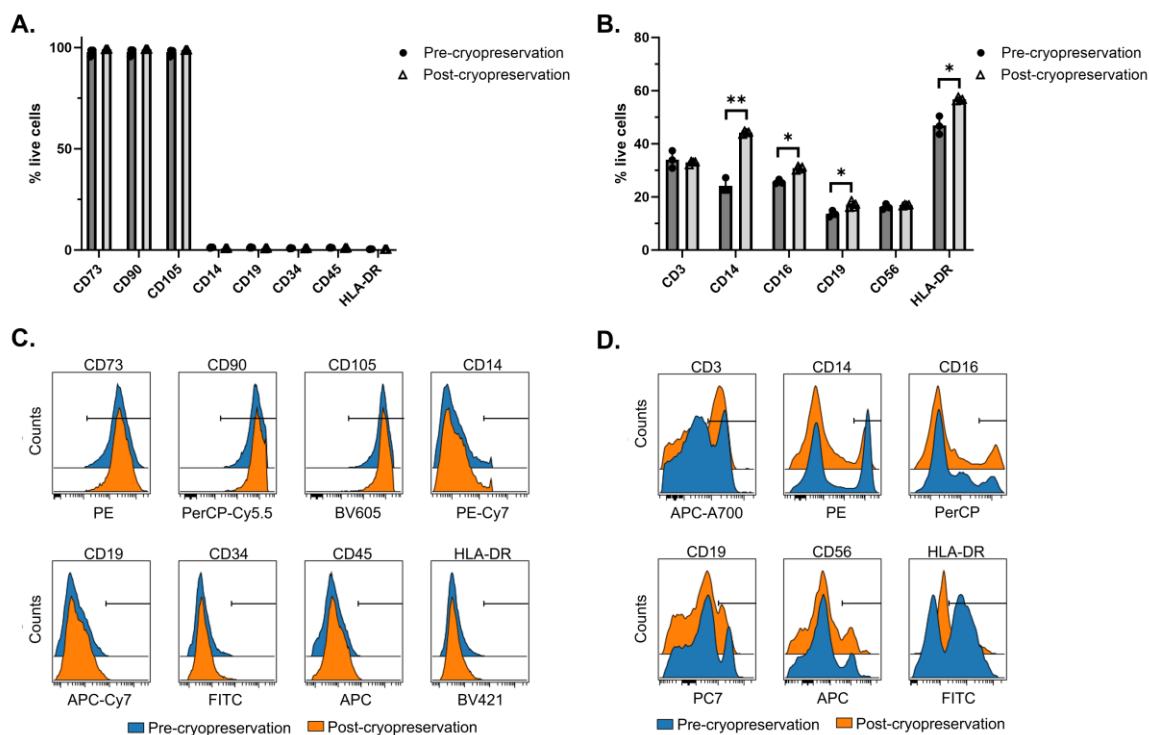 A.
% live cells
100
50
0
CD73
CD90
CD105
CD14
CD19
CD34
CD45
HLA-DR
Pre-cryopreservation
Post-cryopreservation
B.
% live cells
80
60
40
20
0
**
*
*
*
CD3
CD14
CD16
CD19
CD56
HLA-DR
Pre-cryopreservation
Post-cryopreservation
C.
CD73 CD90 CD105 CD14
Counts
PE PerCP-Cy5.5 BV605 PE-Cy7
CD19 CD34 CD45 HLA-DR
Counts
APC-Cy7 FITC APC BV421
Pre-cryopreservation Post-cryopreservation
D.
CD3 CD14 CD16
Counts
APC-A700 PE PerCP
CD19 CD56 HLA-DR
Counts
PC7 APC FITC
Pre-cryopreservation Post-cryopreservation